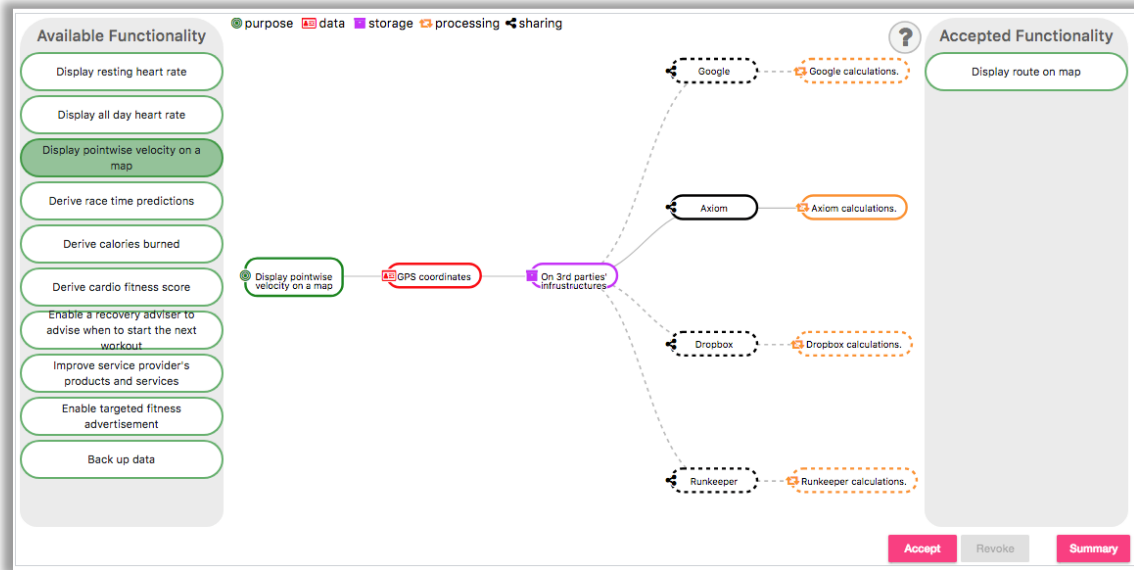 Available Functionality
Display resting heart rate
Display all day heart rate
Display pointwise velocity on a
map
Derive race time predictions
Derive calories burned
Derive cardio fitness score
Enable a recovery adviser to
advise when to start the next
workout
Improve service provider's
products and services
Enable targeted fitness
advertisement
Back up data
purpose data storage processing sharing
Display pointwise
velocity on a map
GPS coordinates
On 3rd parties'
infrustructures
Google
Google calculations.
Axiom
Axiom calculations.
Dropbox
Dropbox calculations.
Runkeeper
Runkeeper calculations.
?
Accepted Functionality
Display route on map
Accept
Revoke
Summary